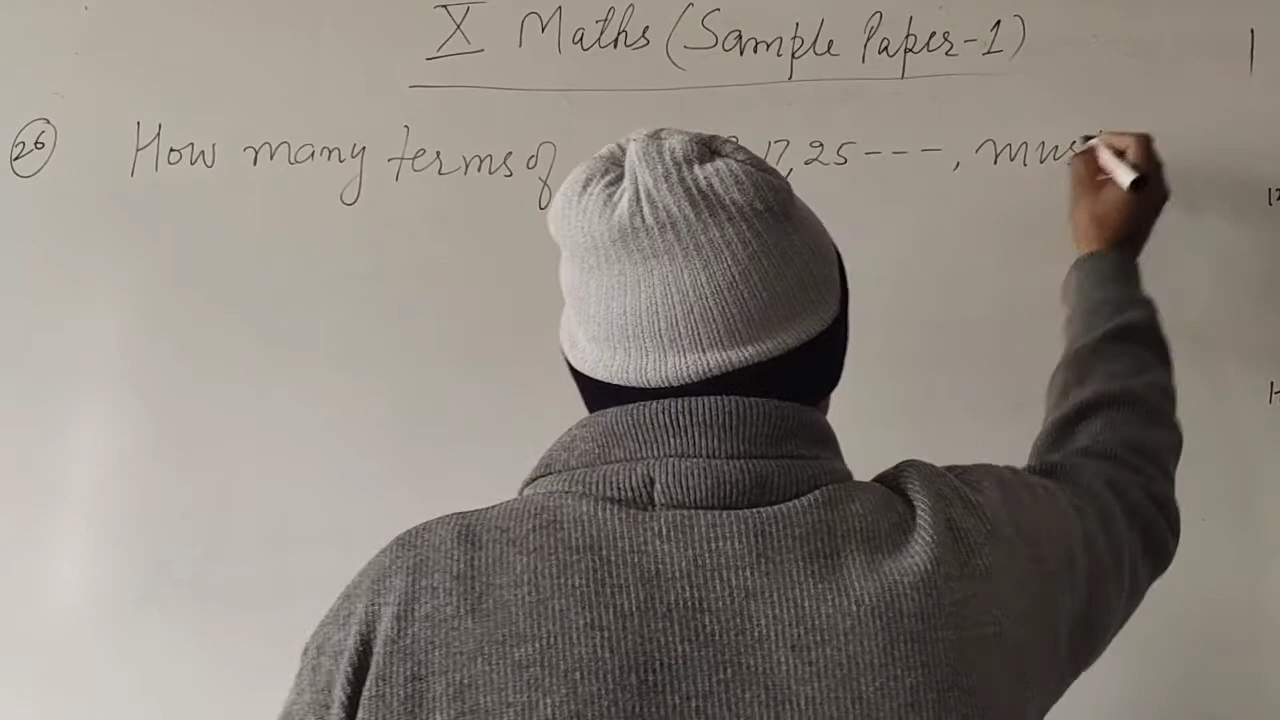 X Maths (Sample Paper-1)
26 How many terms of 17, 25 ---, mus